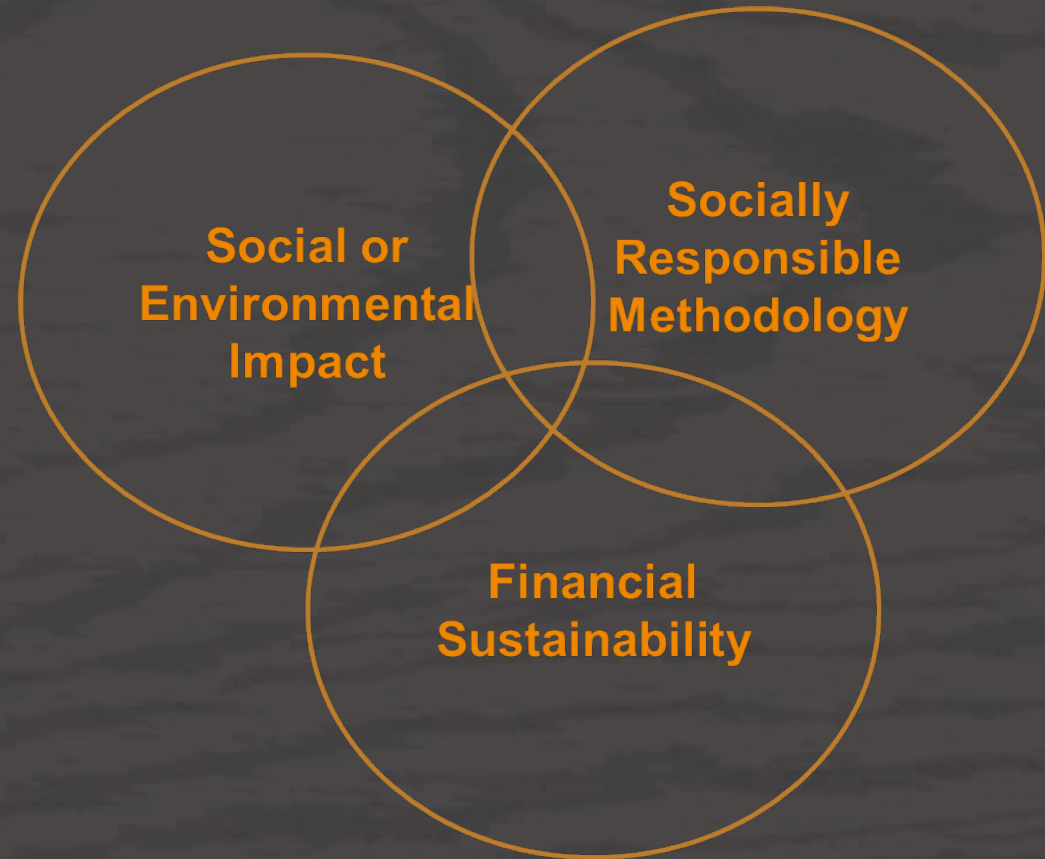 Social or
Environmental
Impact
Socially
Responsible
Methodology
Financial
Sustainability